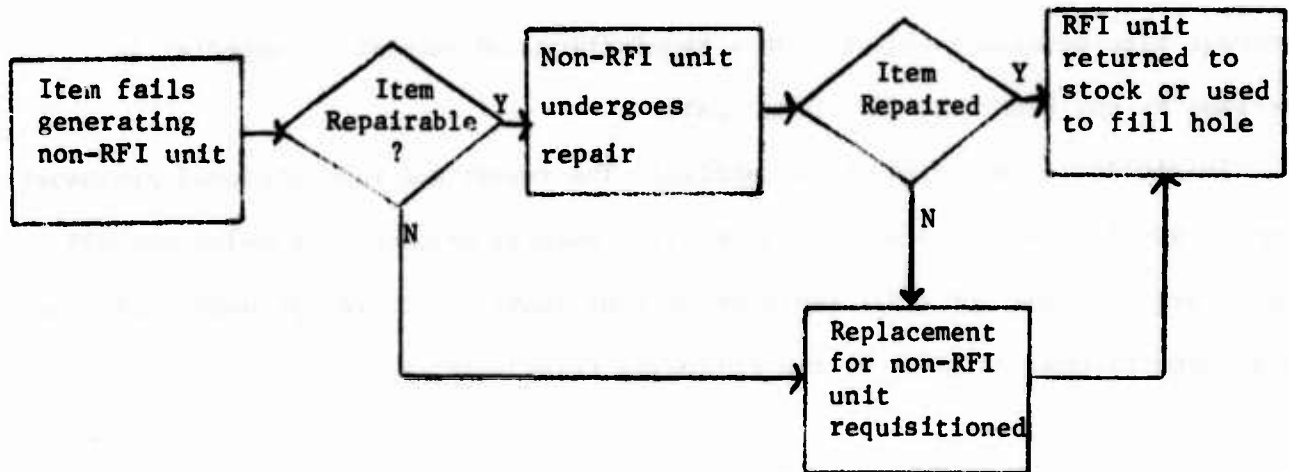 Item fails
generating
non-RFI unit
Item
Repairable
?
Y
N
Non-RFI unit
undergoes
repair
Item
Repaired
Y
N
RFI unit
returned to
stock or used
to fill hole
Replacement
for non-RFI
unit
requisitioned